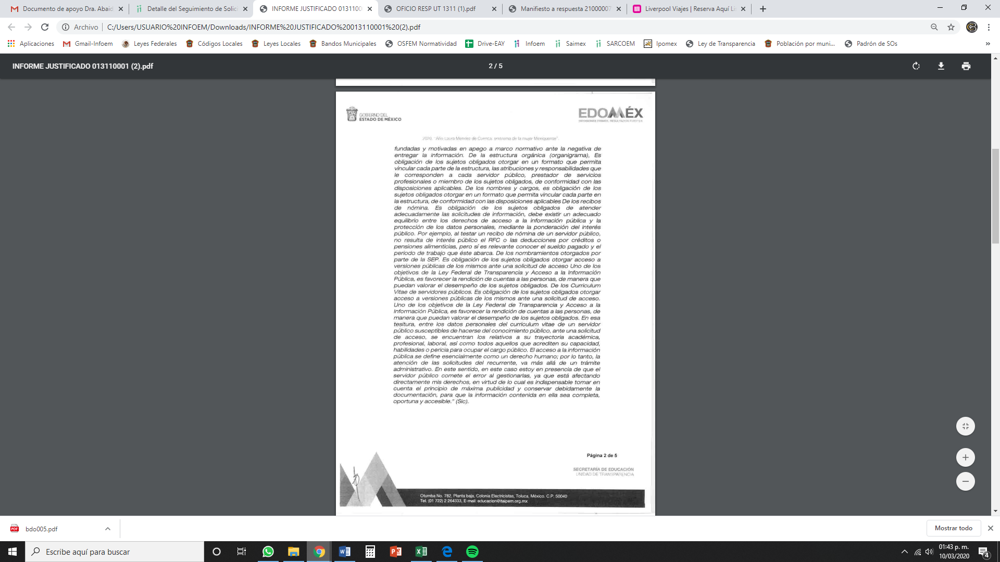 Documento de apoyo Dra. Abaid
Detalle del Seguimiento de Solici
INFORME JUSTIFICADO 0131100
OFICIO RESP UT 1311 (1).pdf
Manifiesto a respuesta 21000007
Liverpool Viajes | Reserva Aquí Li
Archivo | C:/Users/USUARIO%20INFOEM/Downloads/INFORME%20JUSTIFICADO%20013110001%20(2).pdf
Aplicaciones Gmail-Infoem Leyes Federales Códigos Locales Leyes Locales Bandos Municipales OSFEM Normatividad Drive-EAY Infoem Saimex SARCOEM Ipomex Ley de Transparencia Población por muni... Padrón de SOs »
INFORME JUSTIFICADO 013110001 (2).pdf
2 / 5
GOBIERNO DEL
ESTADO DE MÉXICO
EDOMÉX
DECISIONES FIRMES, RESULTADOS FUERTES
2020. "Año Laura Méndez de Cuenca; emblema de la mujer Mexiquense".
fundadas y motivadas en apego a marco normativo ante la negativa de
entregar la información. De la estructura orgánica (organigrama), Es
obligación de los sujetos obligados otorgar en un formato que permita
vincular cada parte de la estructura, las atribuciones y responsabilidades que
le corresponden a cada servidor público, prestador de servicios
profesionales o miembro de los sujetos obligados, de conformidad con las
disposiciones aplicables. De los nombres y cargos, es obligación de los
sujetos obligados otorgar en un formato que permita vincular cada parte en
la estructura, de conformidad con las disposiciones aplicables De los recibos
de nómina. Es obligación de los sujetos obligados de atender
adecuadamente las solicitudes de información, debe existir un adecuado
equilibrio entre los derechos de acceso a la información pública y la
protección de los datos personales, mediante la ponderación del interés
público. Por ejemplo, al testar un recibo de nómina de un servidor público,
no resulta de interés público el RFC o las deducciones por créditos o
pensiones alimenticias, pero sí es relevante conocer el sueldo pagado y el
periodo de trabajo que éste abarca. De los nombramientos otorgados por
parte de la SEP. Es obligación de los sujetos obligados otorgar acceso a
versiones públicas de los mismos ante una solicitud de acceso Uno de los
objetivos de la Ley Federal de Transparencia y Acceso a la Información
Pública, es favorecer la rendición de cuentas a las personas, de manera que
puedan valorar el desempeño de los sujetos obligados. De los Curriculum
Vitae de servidores públicos. Es obligación de los sujetos obligados otorgar
acceso a versiones públicas de los mismos ante una solicitud de acceso.
Uno de los objetivos de la Ley Federal de Transparencia y Acceso a la
Información Pública, es favorecer la rendición de cuentas a las personas, de
manera que puedan valorar el desempeño de los sujetos obligados. En esa
tesitura, entre los datos personales del curriculum vitae de un servidor
público susceptibles de hacerse del conocimiento público, ante una solicitud
de acceso, se encuentran los relativos a su trayectoria académica,
profesional, laboral, así como todos aquellos que acrediten su capacidad,
habilidades o pericia para ocupar el cargo público. El acceso a la información
pública se define esencialmente como un derecho humano; por lo tanto, la
atención de las solicitudes del recurrente, va más allá de un trámite
administrativo. En este sentido, en este caso estoy en presencia de que el
servidor público comete el error al gestionarlas, ya que está afectando
directamente mis derechos, en virtud de lo cual es indispensable tomar en
cuenta el principio de máxima publicidad y conservar debidamente la
documentación, para que la información contenida en ella sea completa,
oportuna y accesible." (Sic).
Página 2 de 5
SECRETARÍA DE EDUCACIÓN
UNIDAD DE TRANSPARENCIA
Otumba No. 782, Planta baja, Colonia Electricistas, Toluca, México. C.P. 50040
Tel. (01 722) 2 264333, E-mail: educacion@itaipem.org.mx
bdo005.pdf
Mostrar todo
Escribe aquí para buscar
01:43 p. m.
10/03/2020
4